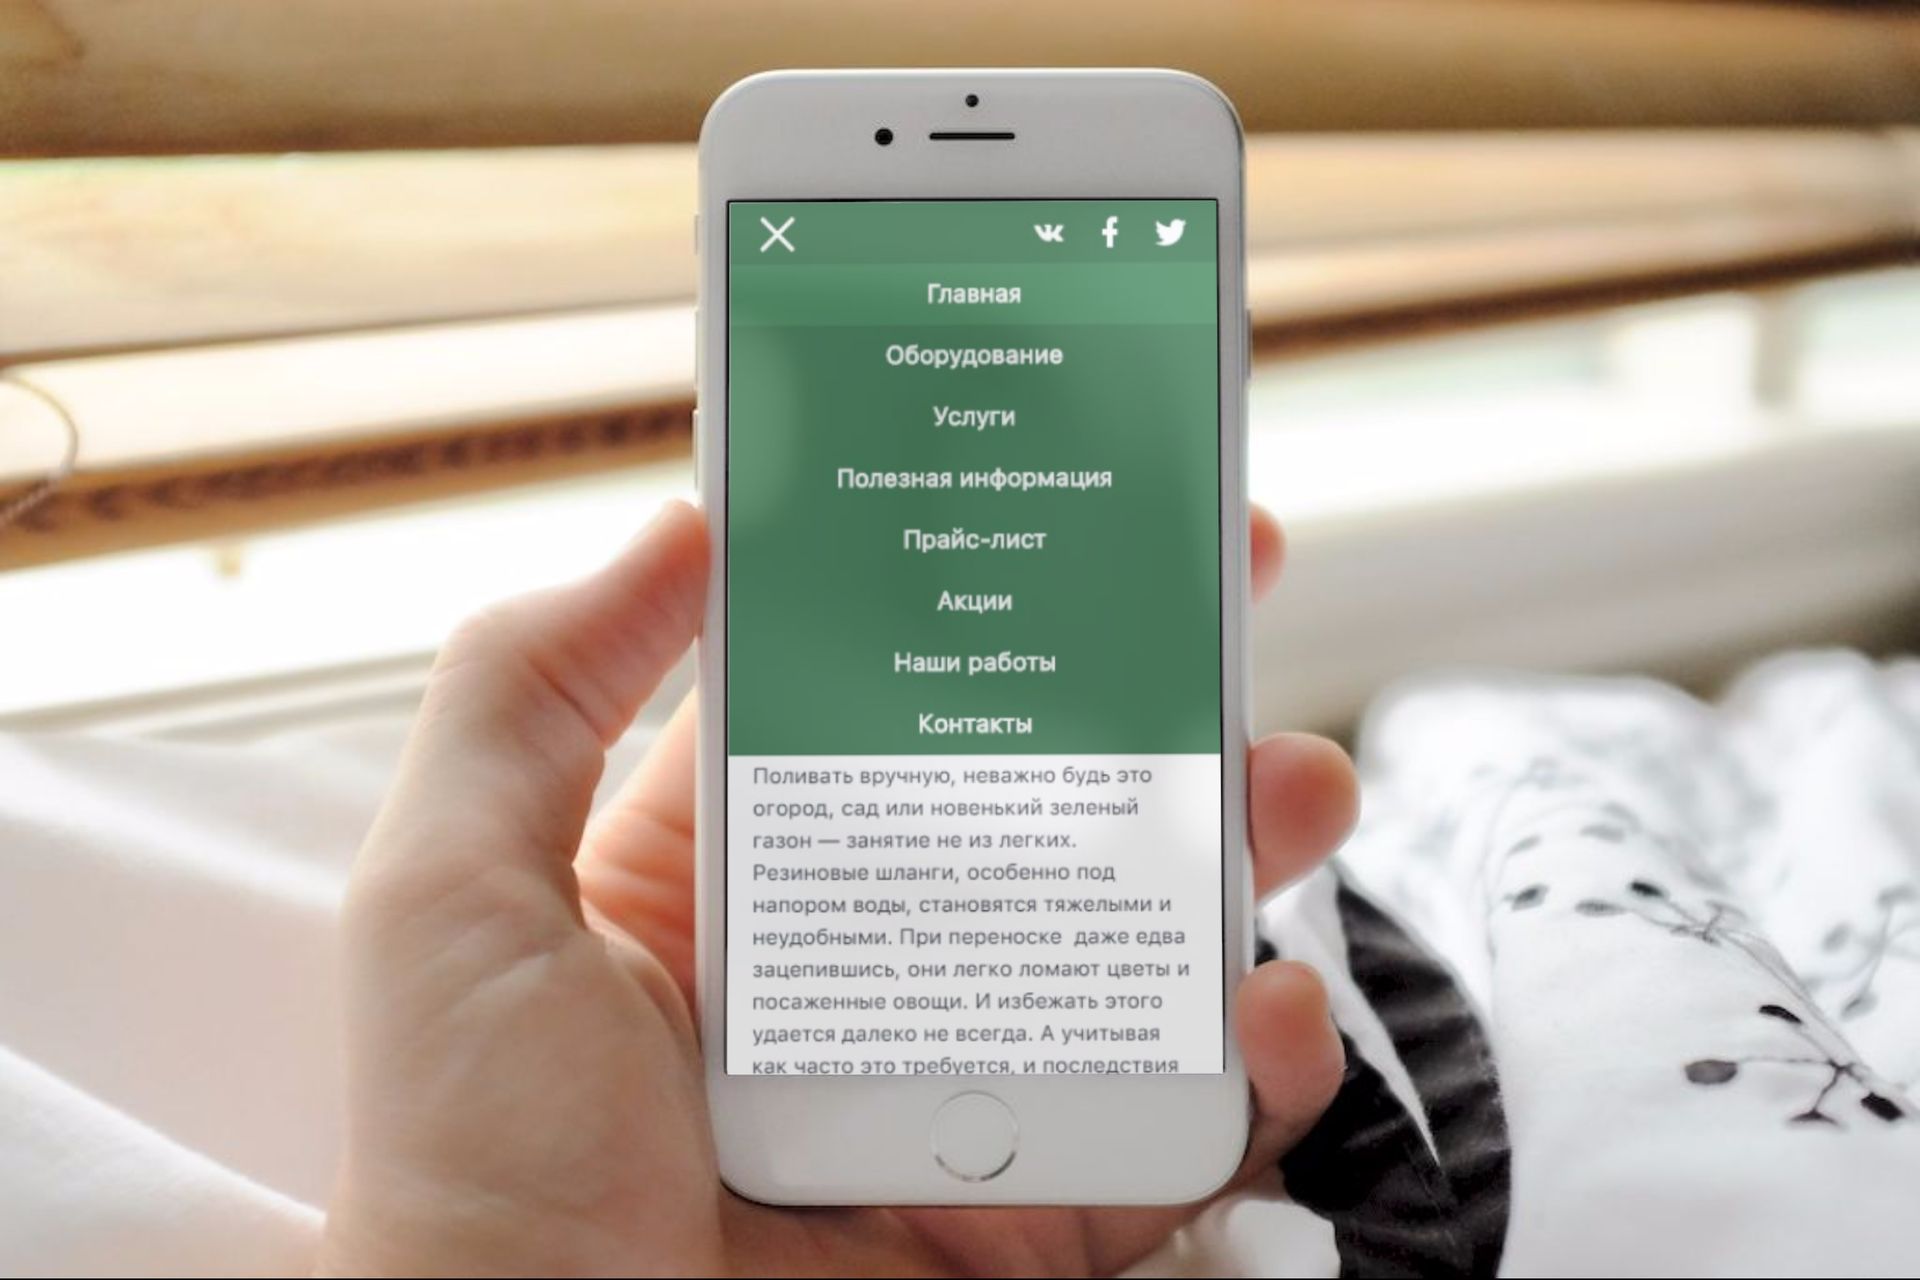 Главная
Оборудование
Услуги
Полезная информация
Прайс-лист
Акции
Наши работы
Контакты
Поливать вручную, неважно будь это
огород, сад или новенький зеленый
газон — занятие не из легких.
Резиновые шланги, особенно под
напором воды, становятся тяжелыми и
неудобными. При переноске  даже едва
зацепившись, они легко ломают цветы и
посаженные овощи. И избежать этого
удается далеко не всегда. А учитывая
как часто это требуется, и последствия